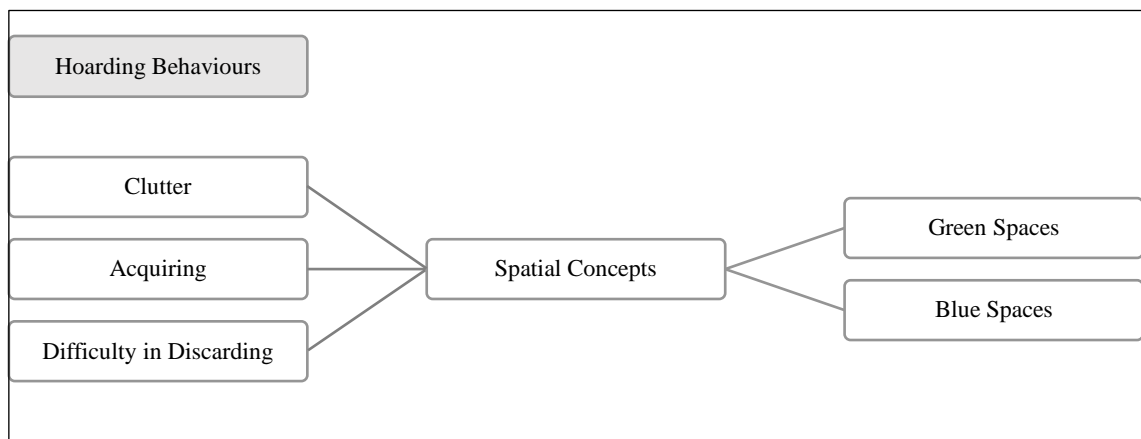 Hoarding Behaviours
Clutter
Acquiring
Difficulty in Discarding
Spatial Concepts
Green Spaces
Blue Spaces